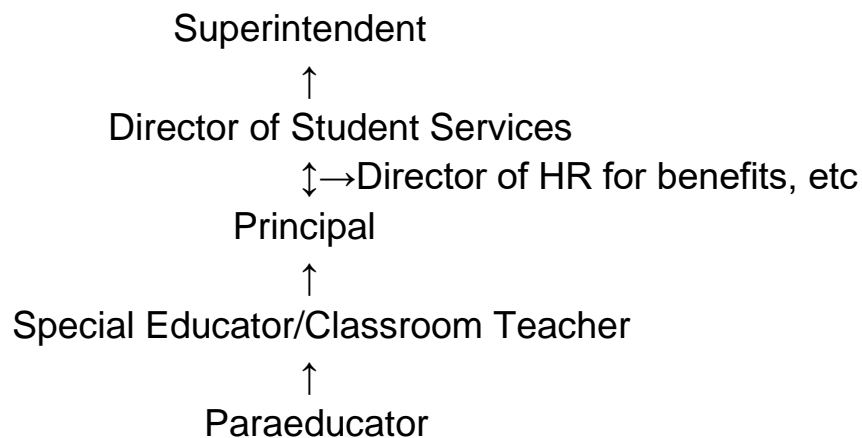 Superintendent
↑
Director of Student Services
↕→Director of HR for benefits, etc
Principal
↑
Special Educator/Classroom Teacher
↑
Paraeducator